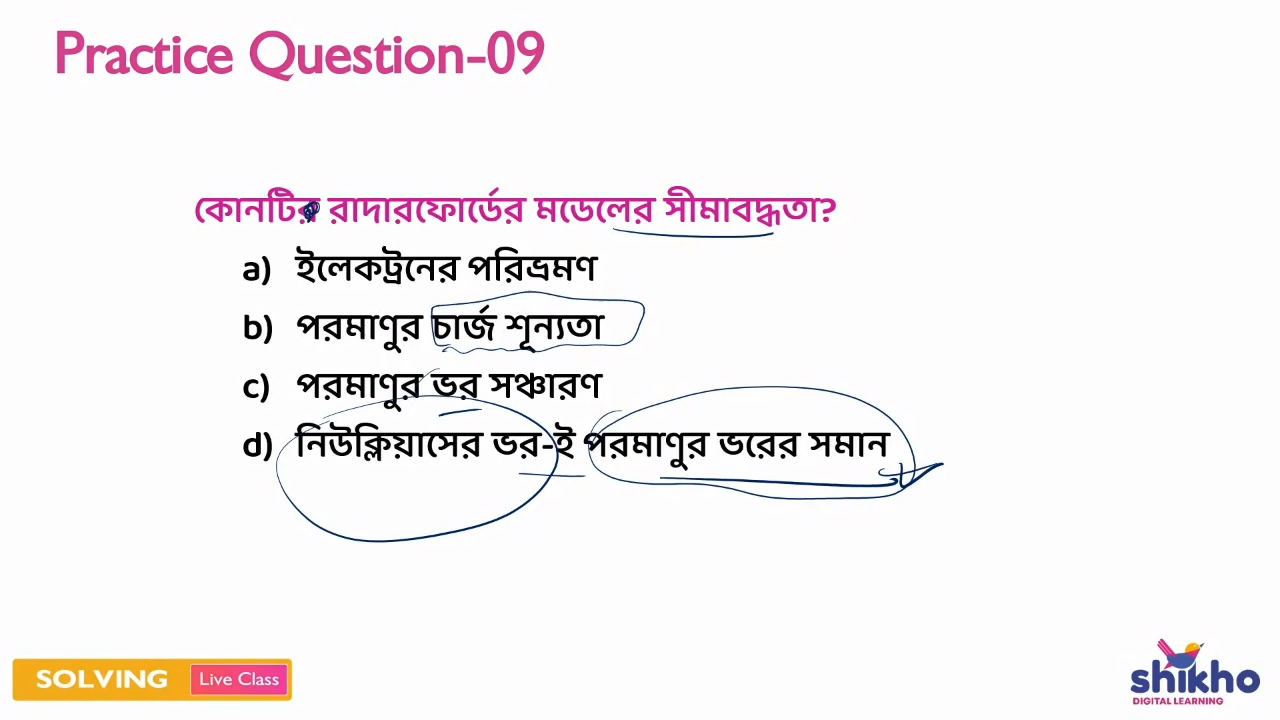 Practice Question-09
কোনটির রাদারফোর্ডের মডেলের সীমাবদ্ধতা?
a) ইলেকট্রনের পরিভ্রমণ
b) পরমাণুর চার্জ শূন্যতা
c) পরমাণুর ভর সঞ্চারণ
d) নিউক্লিয়াসের ভর-ই পরমাণুর ভরের সমান
SOLVING Live Class
shikho
DIGITAL LEARNING